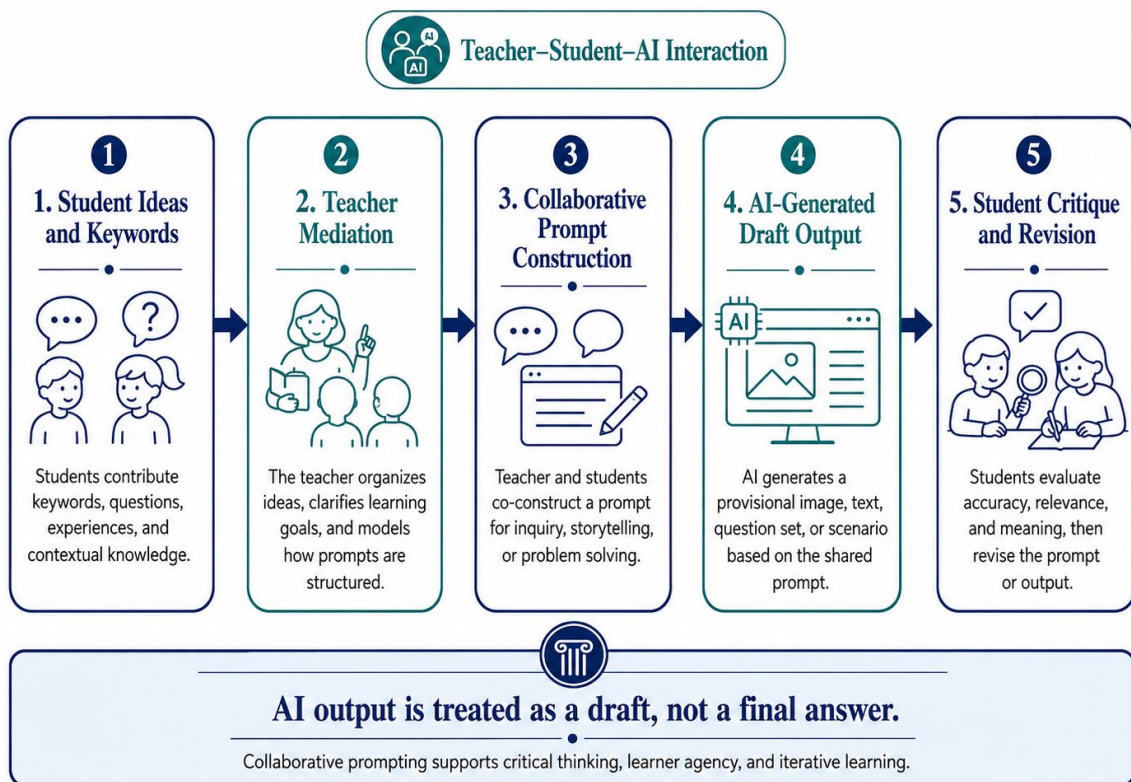 AI
AI
Teacher–Student–AI Interaction
1
1. Student Ideas
and Keywords
?
Students contribute
keywords, questions,
experiences, and
contextual knowledge.
2
2. Teacher
Mediation
The teacher organizes
ideas, clarifies learning
goals, and models
how prompts are
structured.
3
3. Collaborative
Prompt
Construction
Teacher and students
co-construct a prompt
for inquiry, storytelling,
or problem solving.
4
4. AI-Generated
Draft Output
AI
AI generates a
provisional image, text,
question set, or scenario
based on the shared
prompt.
5
5. Student Critique
and Revision
Students evaluate
accuracy, relevance,
and meaning, then
revise the prompt
or output.
AI output is treated as a draft, not a final answer.
Collaborative prompting supports critical thinking, learner agency, and iterative learning.